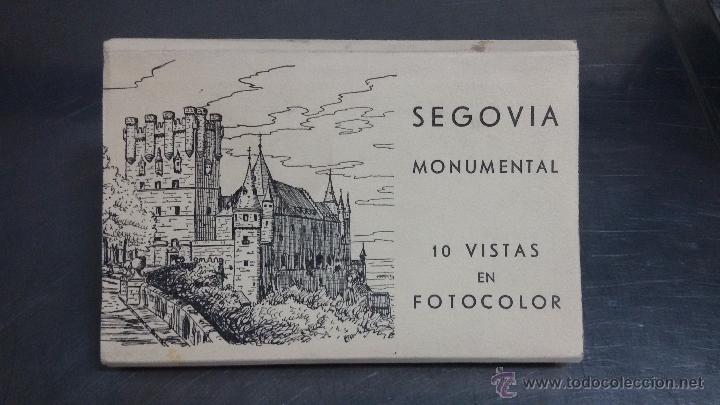 SEGOVIA
MONUMENTAL
10 VISTAS
EN
FOTOCOLOR
© www.todocoleccion.net